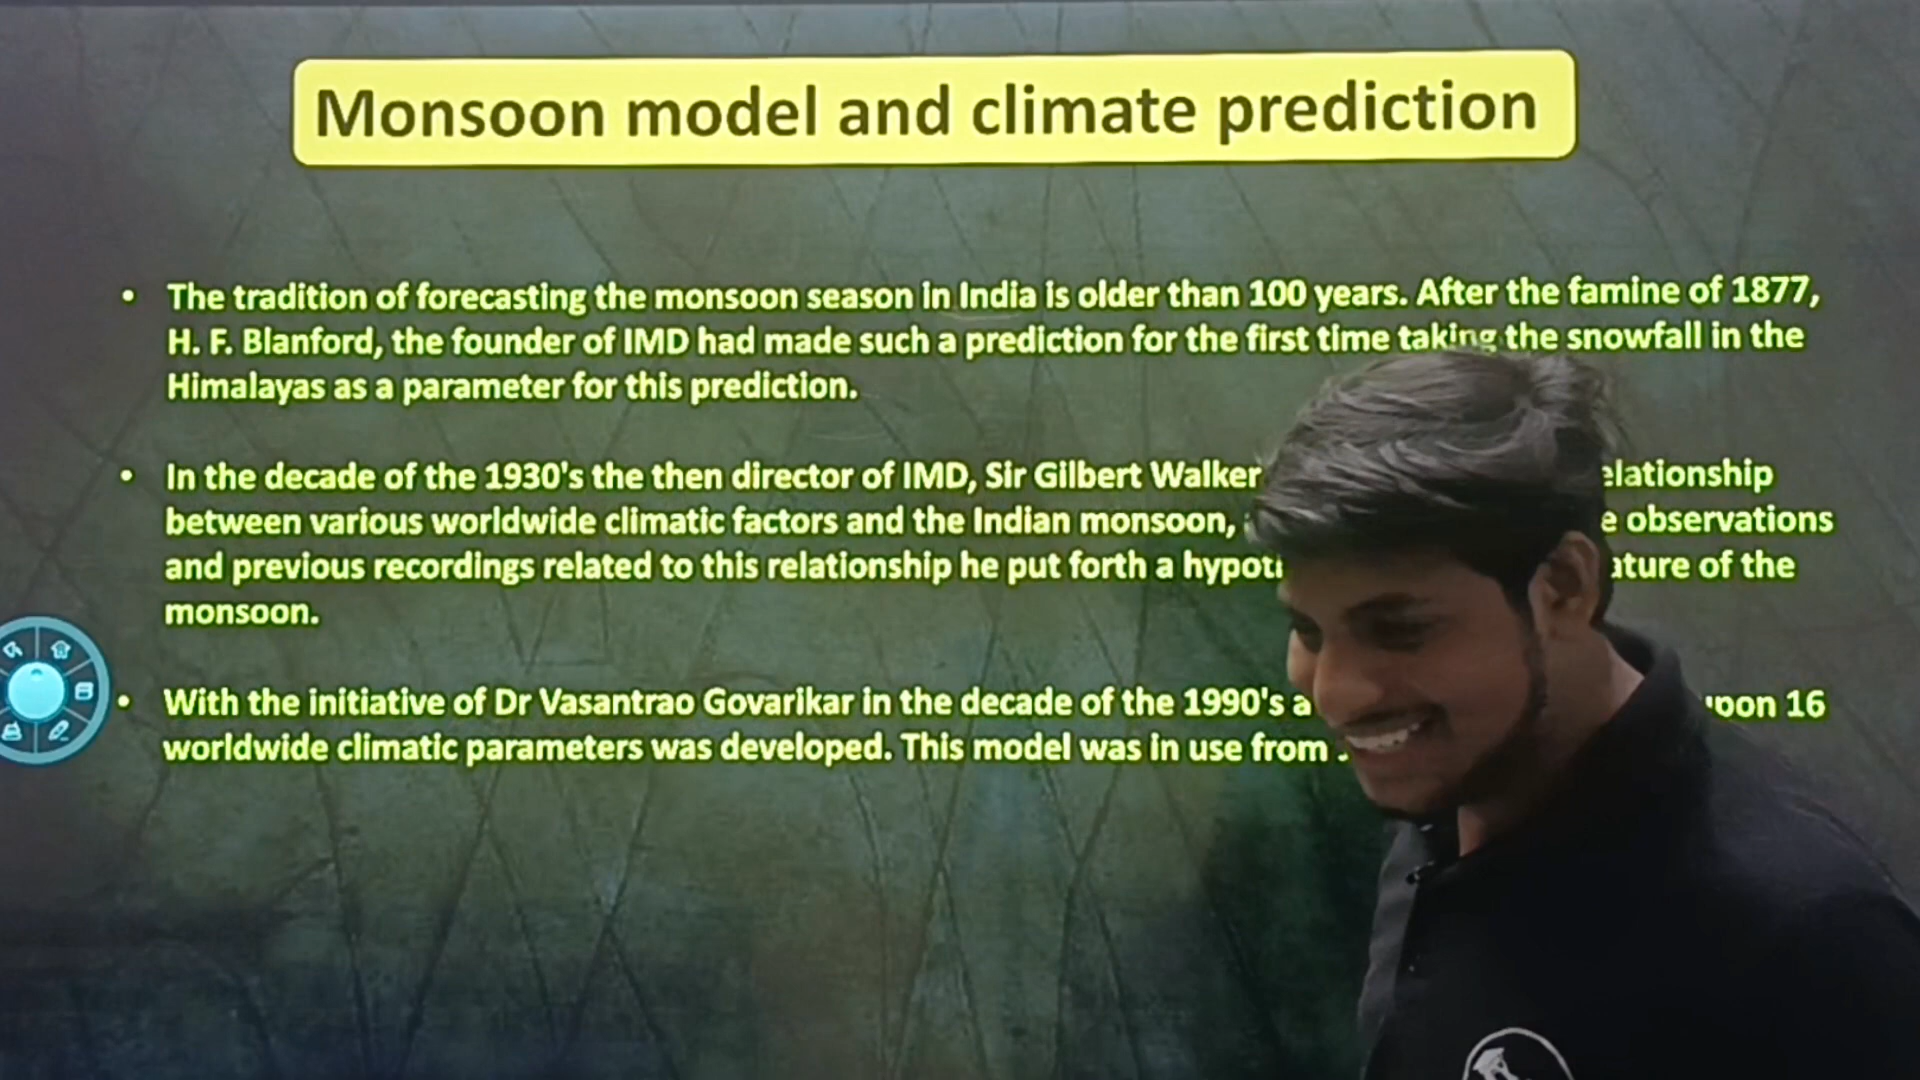 Monsoon model and climate prediction
• The tradition of forecasting the monsoon season in India is older than 100 years. After the famine of 1877,
H. F. Blanford, the founder of IMD had made such a prediction for the first time taking the snowfall in the
Himalayas as a parameter for this prediction.
• In the decade of the 1930's the then director of IMD, Sir Gilbert Walker
between various worldwide climatic factors and the Indian monsoon, observations
and previous recordings related to this relationship he put forth a of the
monsoon.
• With the initiative of Dr Vasantrao Govarikar in the decade of the 1990's a 16
worldwide climatic parameters was developed. This model was in use from